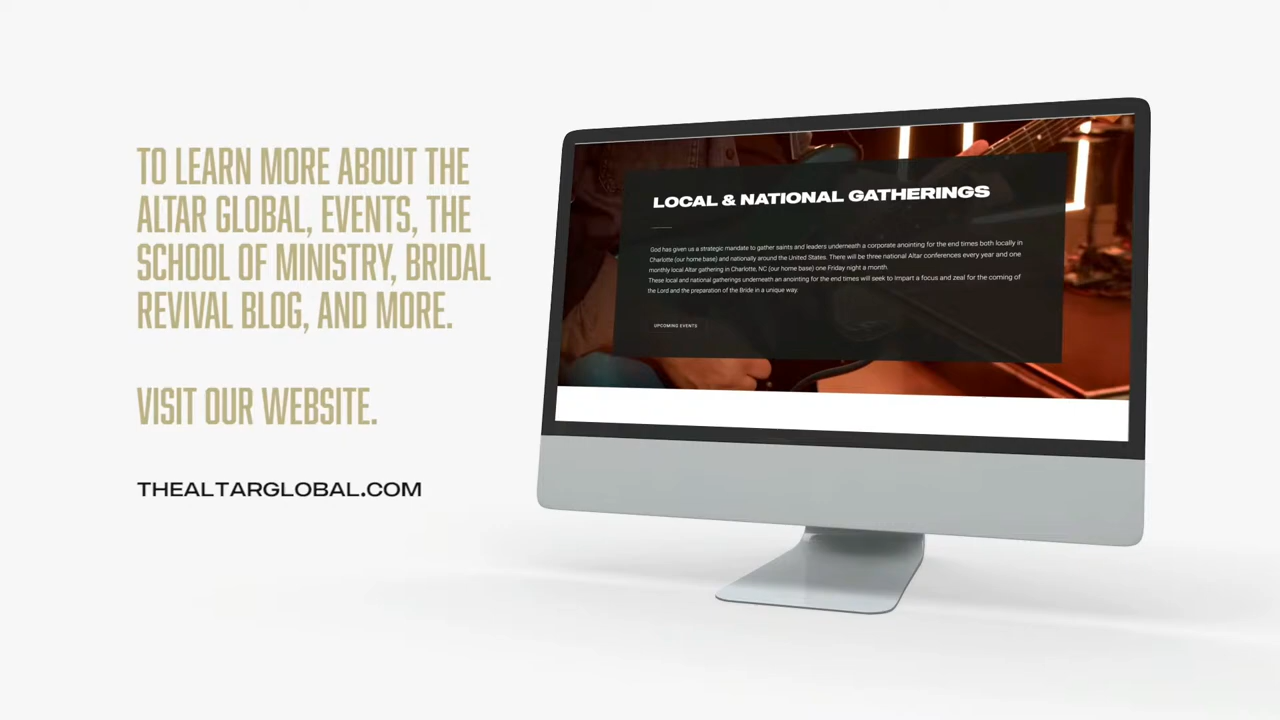 TO LEARN MORE ABOUT THE
ALTAR GLOBAL, EVENTS, THE
SCHOOL OF MINISTRY, BRIDAL
REVIVAL BLOG, AND MORE.
VISIT OUR WEBSITE.
THEALTARGLOBAL.COM
LOCAL & NATIONAL GATHERINGS
God has given us a strategic mandate to gather saints and leaders underneath a corporate anointing for the end times both locally in
Charlotte (our home base) and nationally around the United States. There will be three national Altar conferences every year and one
monthly local Altar gathering in Charlotte, NC (our home base) one Friday night a month.
These local and national gatherings underneath an anointing for the end times will seek to Impart a focus and zeal for the coming of
the Lord and the preparation of the Bride in a unique way.
UPCOMING EVENTS